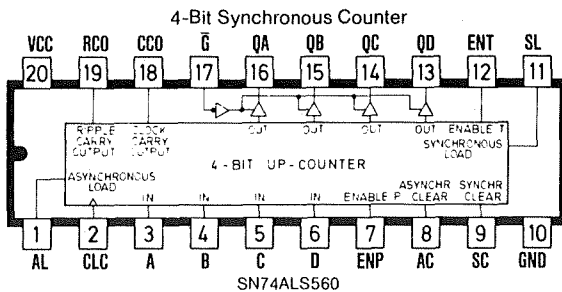 4-Bit Synchronous Counter
VCC RCO CCO G̅ QA QB QC QD ENT SL
20 19 18 17 16 15 14 13 12 11
RIPPLE CARRY OUTPUT
CLOCK CARRY OUTPUT
OUT OUT OUT OUT ENABLE T
SYNCHRONOUS LOAD
4-BIT UP-COUNTER
ASYNCHRONOUS LOAD
IN IN IN IN ENABLE P
ASYNCHR CLEAR
SYNCHR CLEAR
1 2 3 4 5 6 7 8 9 10
AL CLC A B C D ENP AC SC GND
SN74ALS560